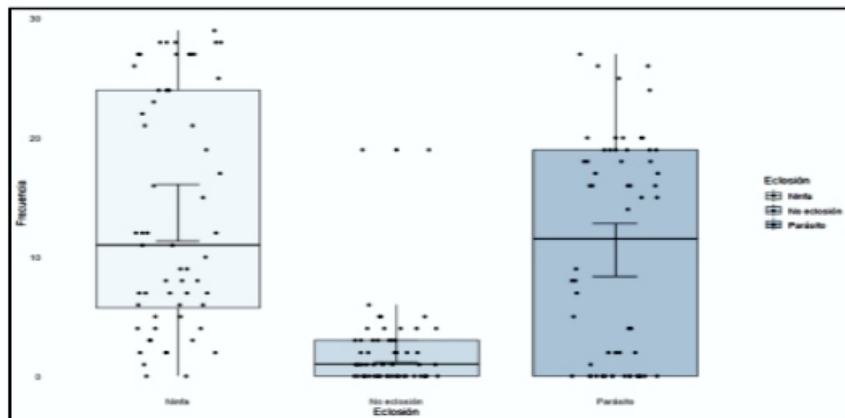 30
20
10
0
Frecuencia
Ninfa
No eclosión
Parásito
Eclosión
Eclosión
Ninfa
No eclosión
Parásito